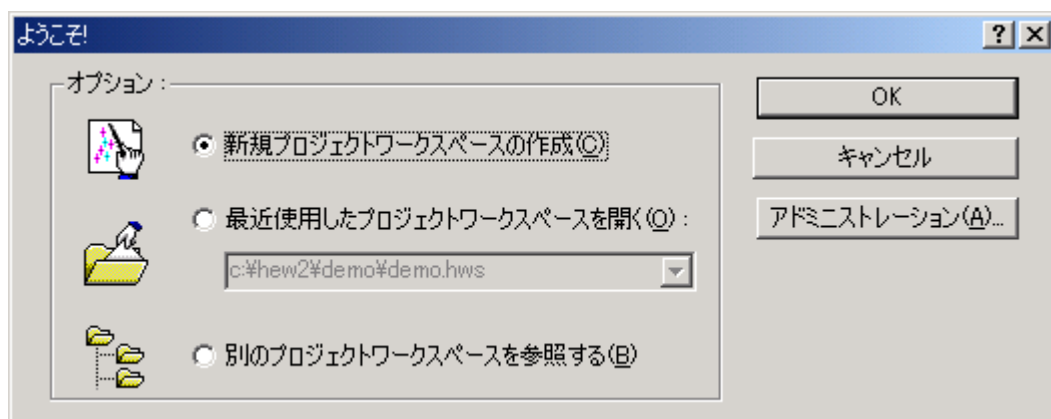 ようこそ!
オプション：
新規プロジェクトワークスペースの作成(C)
最近使用したプロジェクトワークスペースを開く(O)：
c:¥hew2¥demo¥demo.hws
別のプロジェクトワークスペースを参照する(B)
OK
キャンセル
アドミニストレーション(A)...